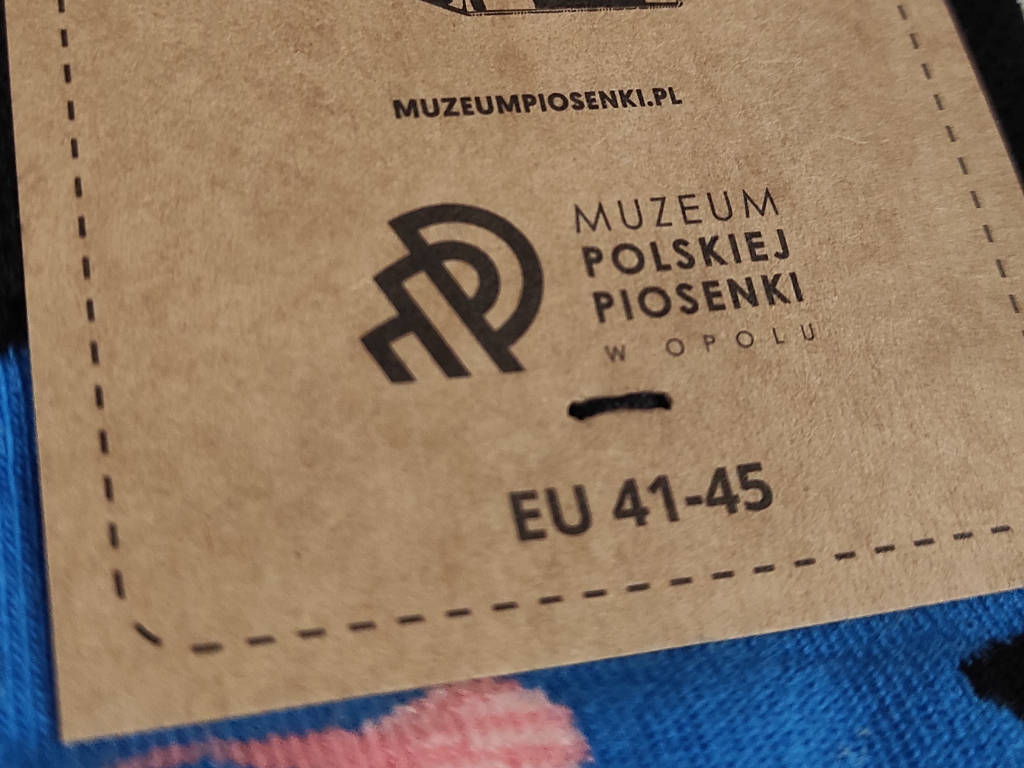 MUZEUMPIOSENKI.PL
MUZEUM
POLSKIEJ
PIOSENKI
W OPOLU
EU 41-45